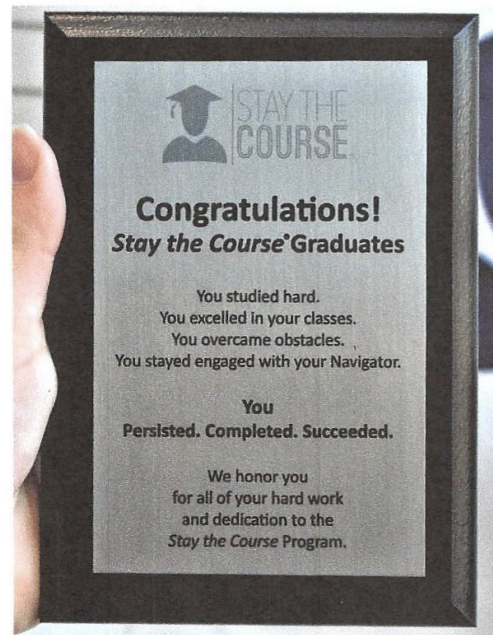 STAY THE
COURSE
Congratulations!
Stay the Course® Graduates
You studied hard.
You excelled in your classes.
You overcame obstacles.
You stayed engaged with your Navigator.
You
Persisted. Completed. Succeeded.
We honor you
for all of your hard work
and dedication to the
Stay the Course Program.